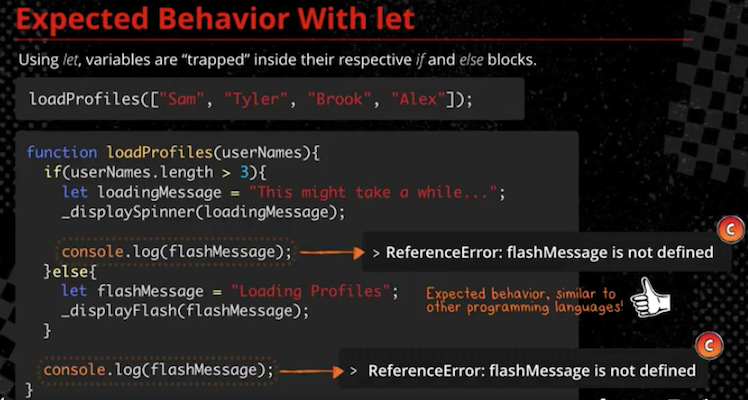 Expected Behavior With let
Using let, variables are “trapped” inside their respective if and else blocks.
loadProfiles(["Sam", "Tyler", "Brook", "Alex"]);
function loadProfiles(userNames){
if(userNames.length > 3){
let loadingMessage = "This might take a while...";
_displaySpinner(loadingMessage);
console.log(flashMessage);
> ReferenceError: flashMessage is not defined
C
}else{
let flashMessage = "Loading Profiles";
_displayFlash(flashMessage);
Expected behavior, similar to
other programming languages!
}
console.log(flashMessage);
> ReferenceError: flashMessage is not defined
C
}